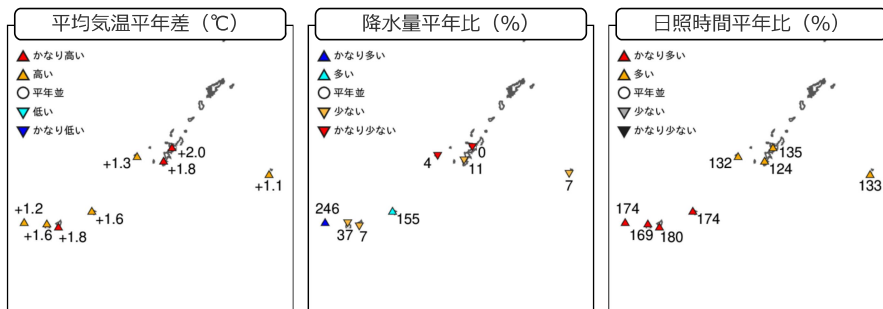 平均気温平年差（℃）
かなり高い
高い
平年並
低い
かなり低い
+2.0
+1.3
+1.8
+1.1
+1.2
+1.6
+1.6
+1.8
降水量平年比（%）
かなり多い
多い
平年並
少ない
かなり少ない
0
4
11
7
246
155
37
7
日照時間平年比（%）
かなり多い
多い
平年並
少ない
かなり少ない
135
132
124
133
174
174
169
180